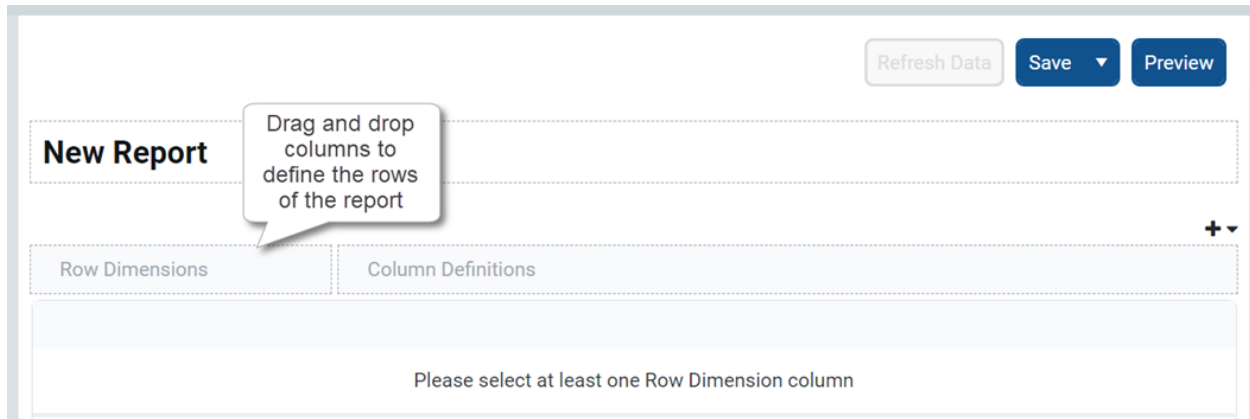 Refresh Data Save Preview
Drag and drop
columns to
define the rows
of the report
New Report
Row Dimensions Column Definitions
Please select at least one Row Dimension column